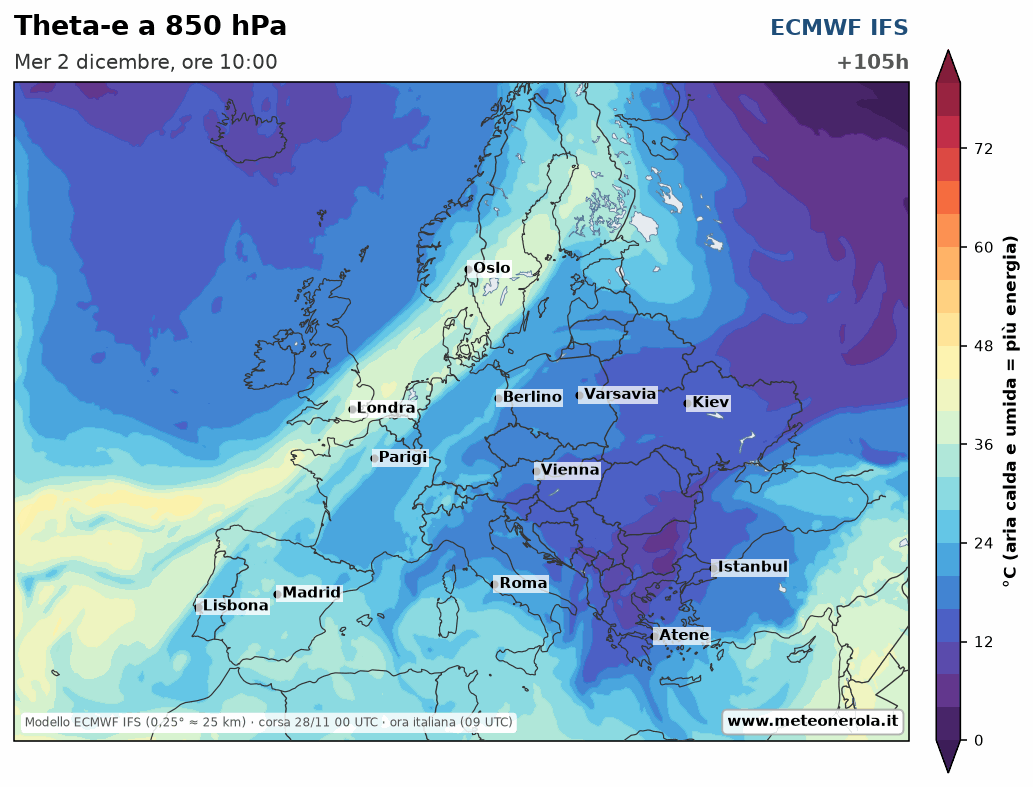 Theta-e a 850 hPa
ECMWF IFS
Mer 2 dicembre, ore 10:00
+105h
Oslo
Londra
Berlino
Varsavia
Kiev
Parigi
Vienna
Istanbul
Roma
Madrid
Lisbona
Atene
72
60
48
36
24
12
0
°C (aria calda e umida = più energia)
Modello ECMWF IFS (0,25° ≈ 25 km) · corsa 28/11 00 UTC · ora italiana (09 UTC)
www.meteonerola.it